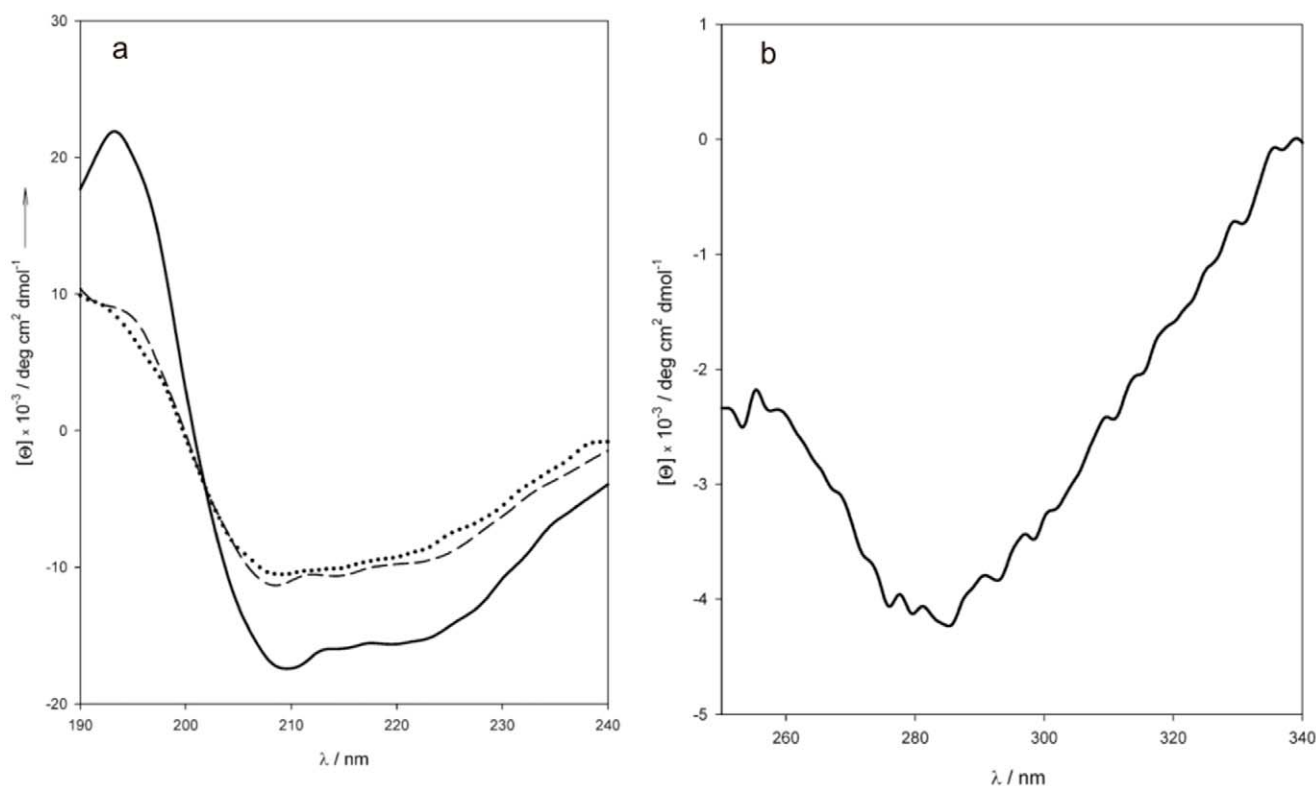 a
30
20
10
0
-10
-20
[Θ] x 10⁻³ / deg cm² dmol⁻¹
190 200 210 220 230 240
λ / nm
b
1
0
-1
-2
-3
-4
-5
[Θ] x 10⁻³ / deg cm² dmol⁻¹
260 280 300 320 340
λ / nm